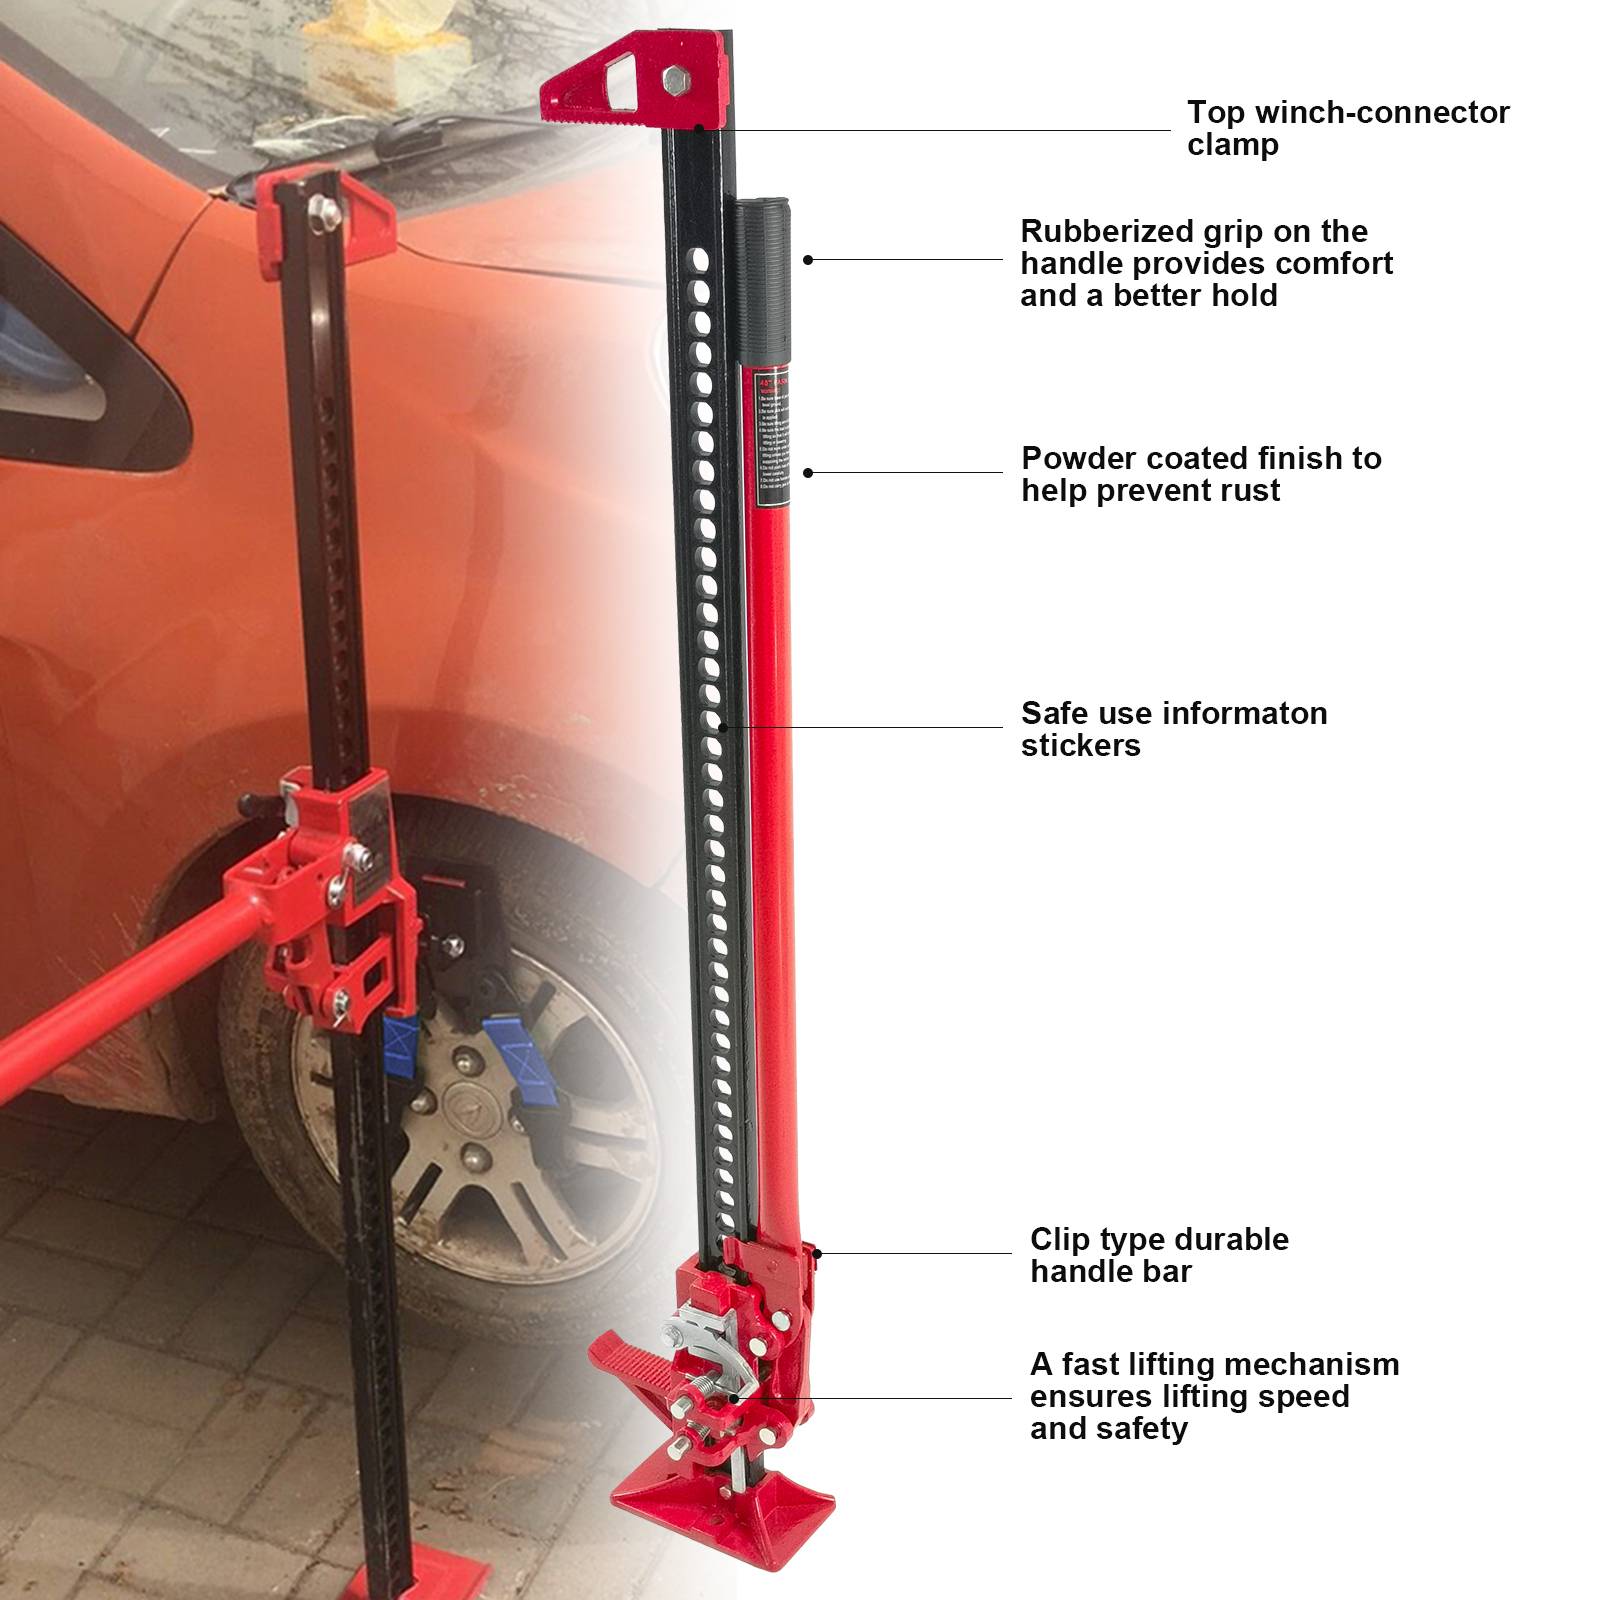 Top winch-connector
clamp
Rubberized grip on the
handle provides comfort
and a better hold
Powder coated finish to
help prevent rust
Safe use informaton
stickers
Clip type durable
handle bar
A fast lifting mechanism
ensures lifting speed
and safety